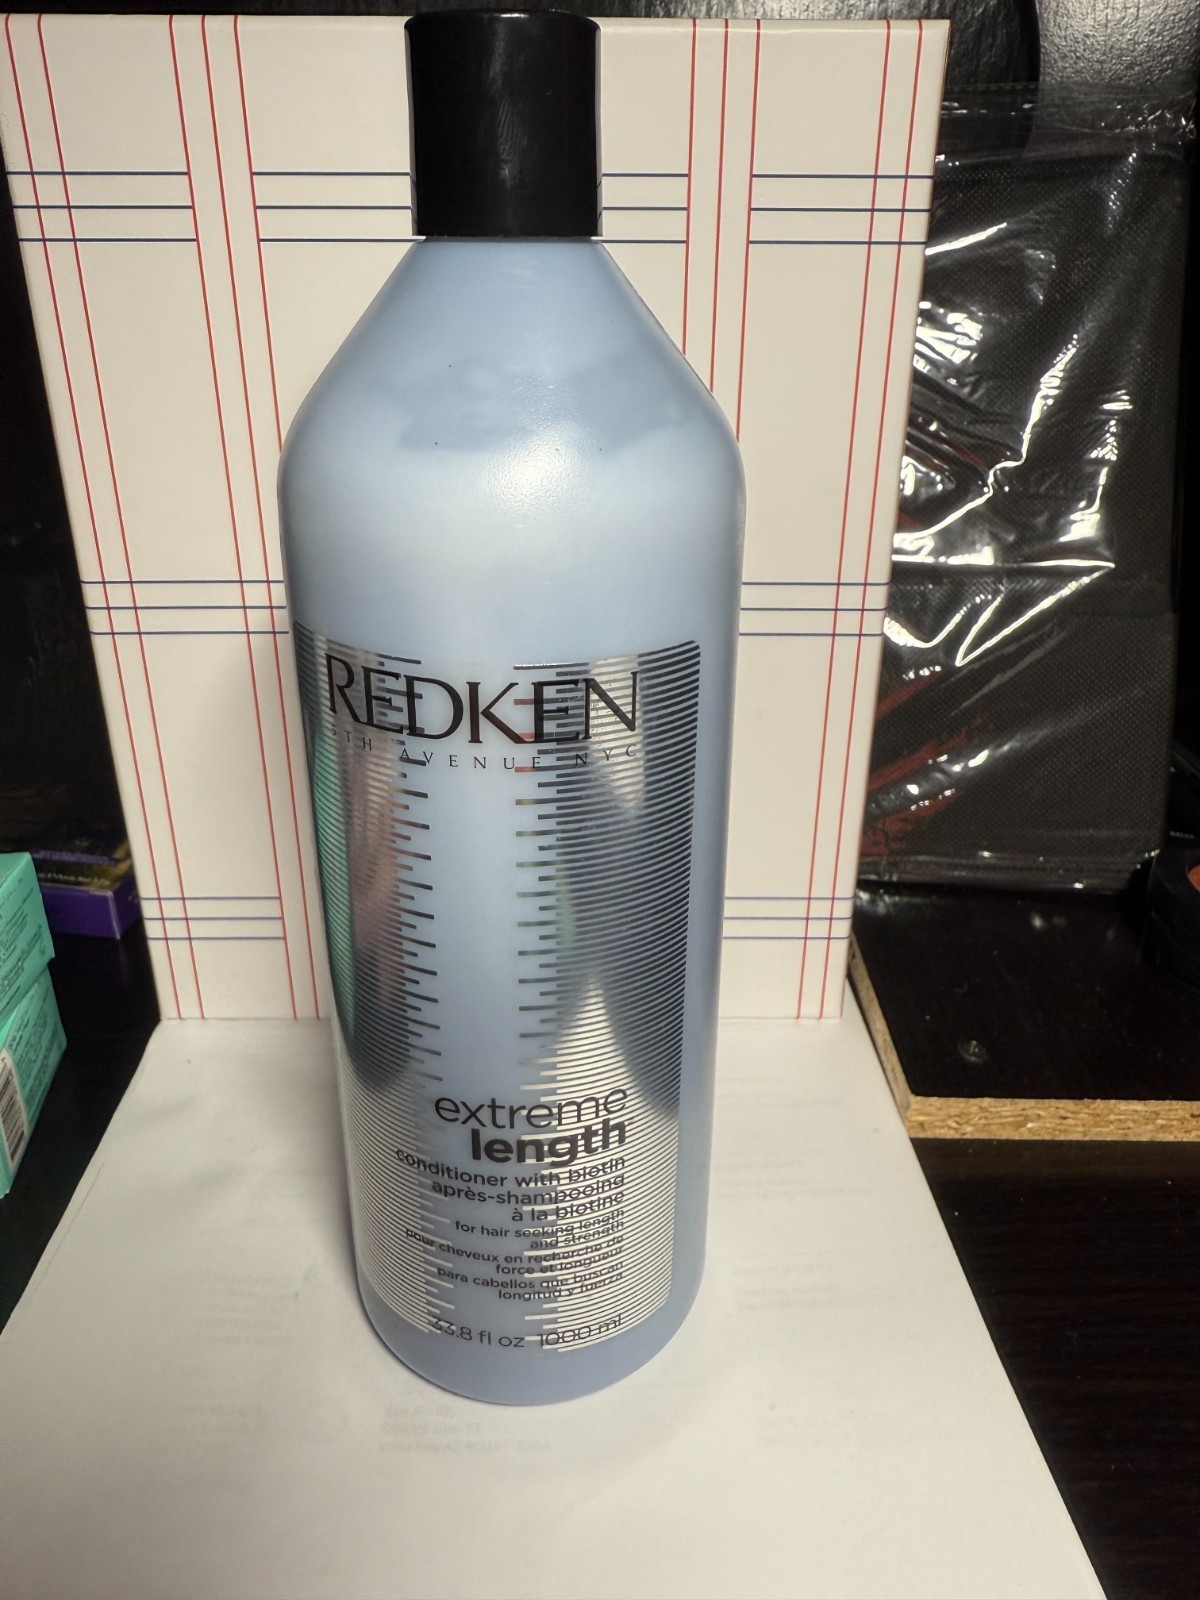 REDKEN
5TH AVENUE NYC
extreme
length
conditioner with biotin
après-shampooing
à la biotine
for hair seeking length
and strength
pour cheveux en recherche de
force et longueur
para cabellos que buscan
longitud y fuerza
33.8 fl oz 1000 ml